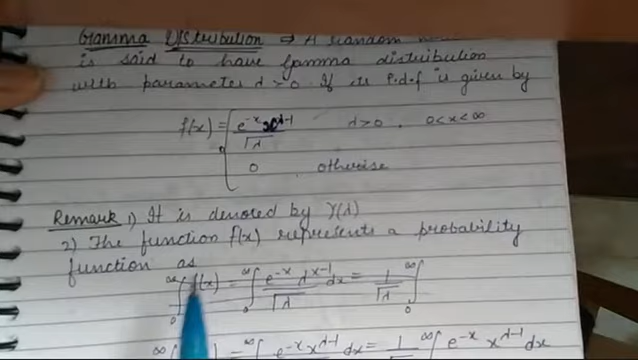 Gamma Distribution ⇒ A random
is said to have Gamma distribution
with parameter λ > 0 If its P.d.f is given by
f(x) = { e^{-x} x^{λ-1} / Γλ    λ>0 , 0<x<∞
0    otherwise
Remark 1) It is denoted by γ(λ)
2) The function f(x) represents a probability
function as
∫_0^∞ f(x) = ∫_0^∞ e^{-x} λ^{x-1} / Γλ dx = 1/Γλ ∫_0^∞
= ∫^∞ e^{-x} x^{λ-1} dx = 1 ∫^∞ e^{-x} x^{λ-1} dx